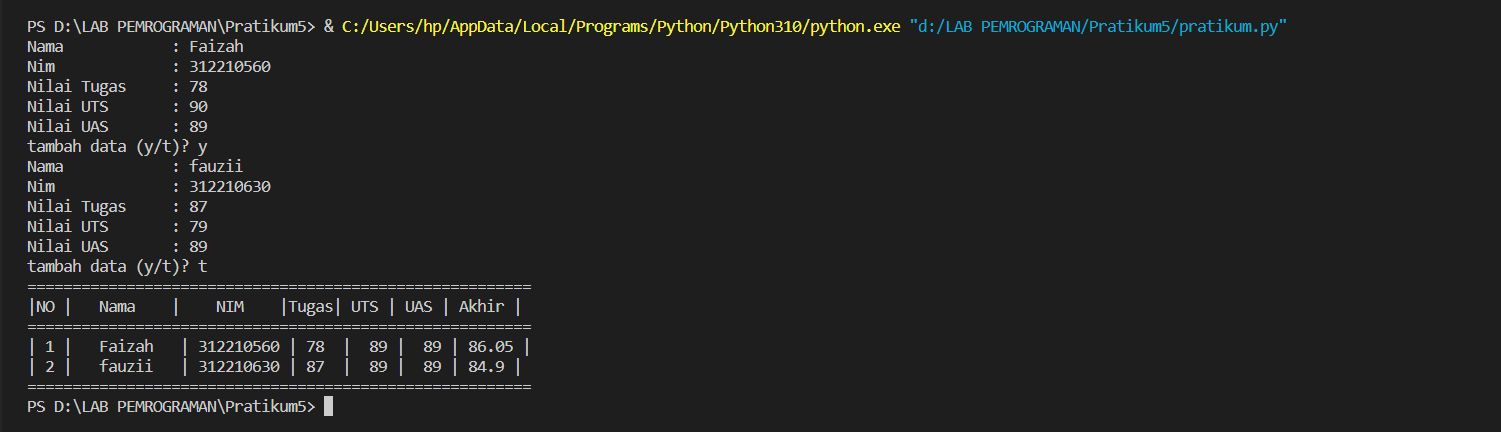 PS D:\LAB PEMROGRAMAN\Pratikum5> & C:/Users/hp/AppData/Local/Programs/Python/Python310/python.exe "d:/LAB PEMROGRAMAN/Pratikum5/pratikum.py"
Nama            : Faizah
Nim             : 312210560
Nilai Tugas     : 78
Nilai UTS       : 90
Nilai UAS       : 89
tambah data (y/t)? y
Nama            : fauzii
Nim             : 312210630
Nilai Tugas     : 87
Nilai UTS       : 79
Nilai UAS       : 89
tambah data (y/t)? t
========================================================
|NO |   Nama    |    NIM    |Tugas| UTS | UAS | Akhir |
========================================================
| 1 |   Faizah   | 312210560 | 78  |  89 |  89 | 86.05 |
| 2 |   fauzii   | 312210630 | 87  |  89 |  89 | 84.9 |
========================================================
PS D:\LAB PEMROGRAMAN\Pratikum5>